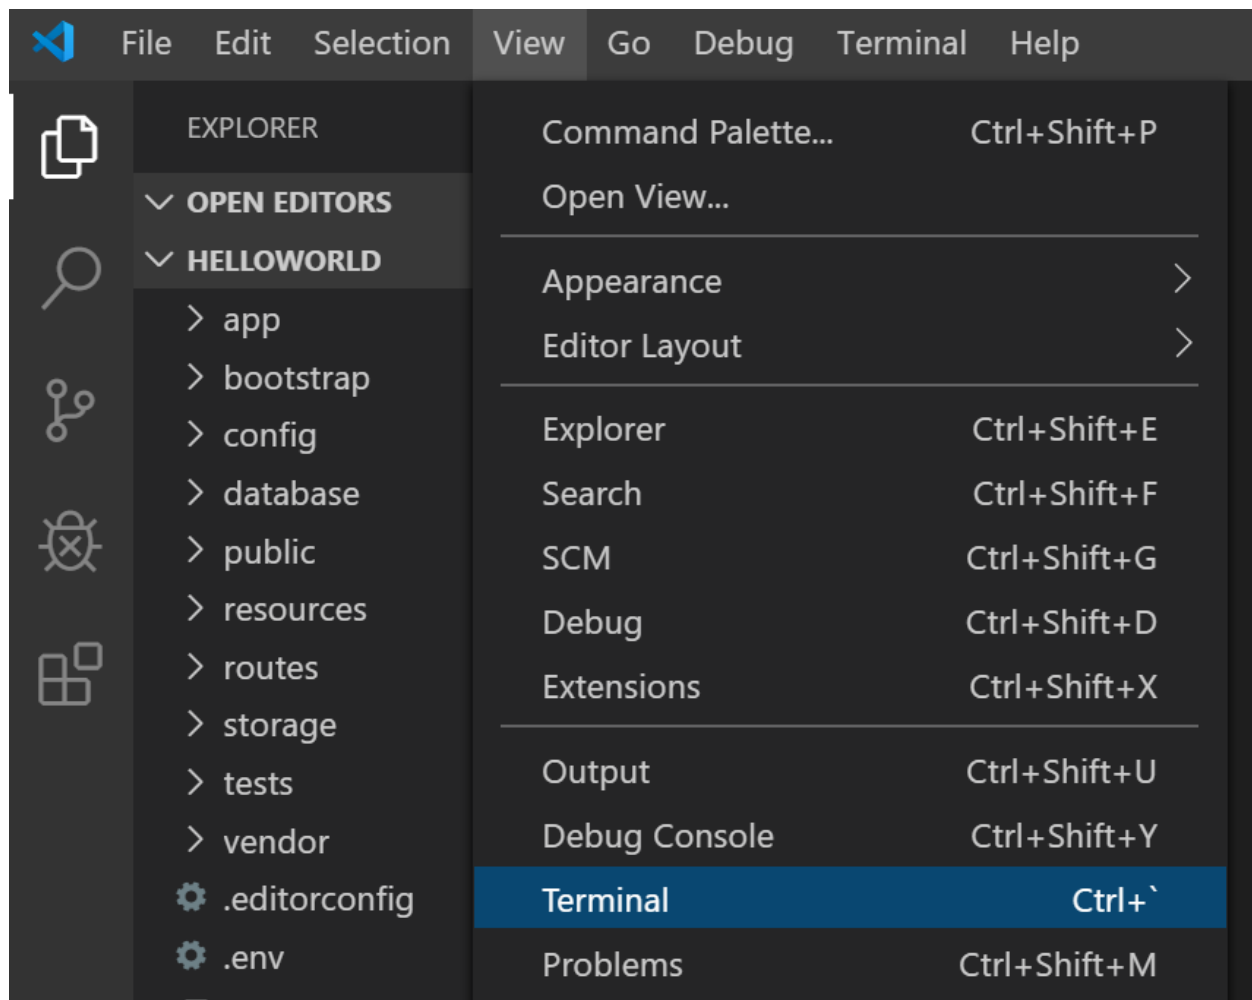 File Edit Selection View Go Debug Terminal Help
EXPLORER
OPEN EDITORS
HELLOWORLD
app
bootstrap
config
database
public
resources
routes
storage
tests
vendor
.editorconfig
.env
Command Palette... Ctrl+Shift+P
Open View...
Appearance
Editor Layout
Explorer Ctrl+Shift+E
Search Ctrl+Shift+F
SCM Ctrl+Shift+G
Debug Ctrl+Shift+D
Extensions Ctrl+Shift+X
Output Ctrl+Shift+U
Debug Console Ctrl+Shift+Y
Terminal Ctrl+`
Problems Ctrl+Shift+M